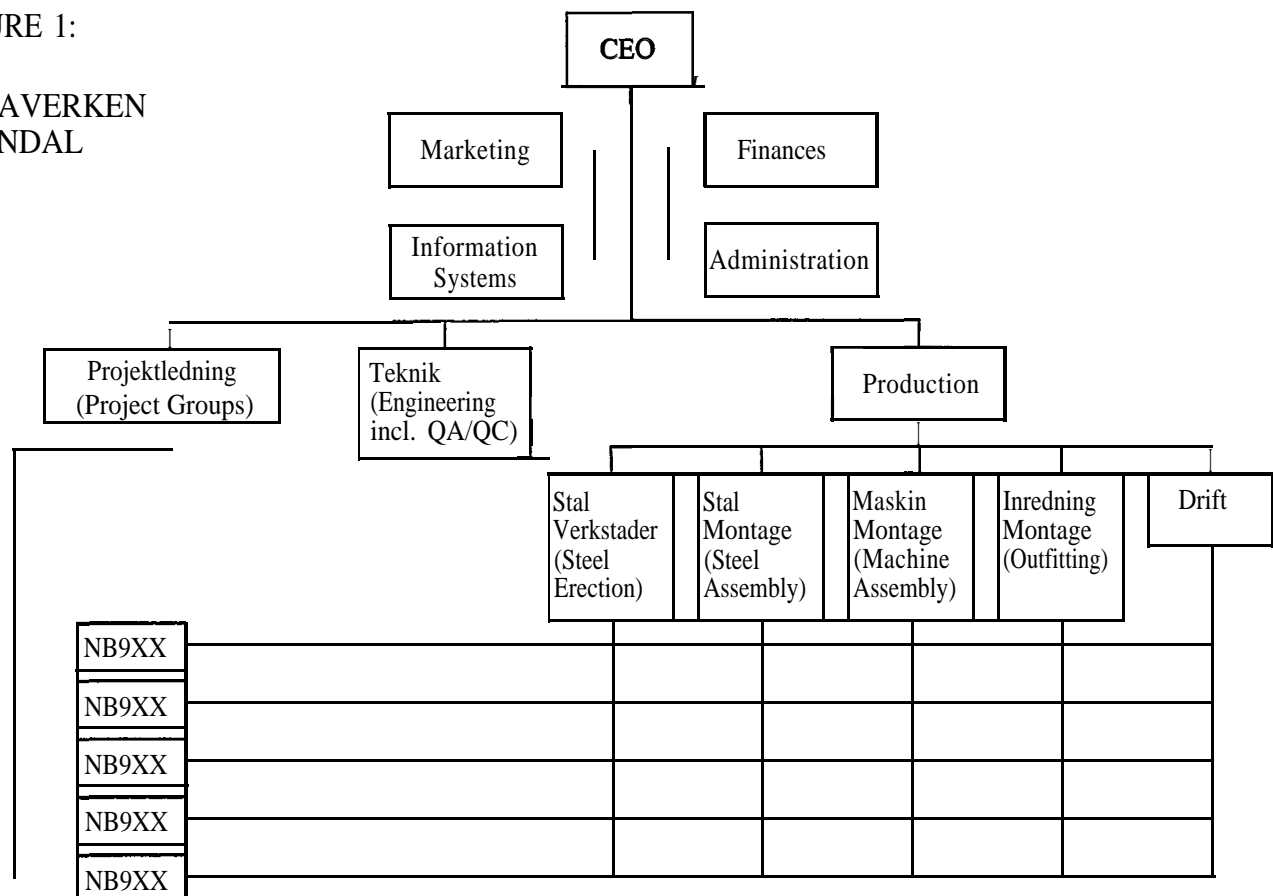 URE 1:
AVERKEN
NDAL
CEO
Marketing
Finances
Information
Systems
Administration
Projektledning
(Project Groups)
Teknik
(Engineering
incl. QA/QC)
Production
Stal
Verkstader
(Steel
Erection)
Stal
Montage
(Steel
Assembly)
Maskin
Montage
(Machine
Assembly)
Inredning
Montage
(Outfitting)
Drift
NB9XX
NB9XX
NB9XX
NB9XX
NB9XX